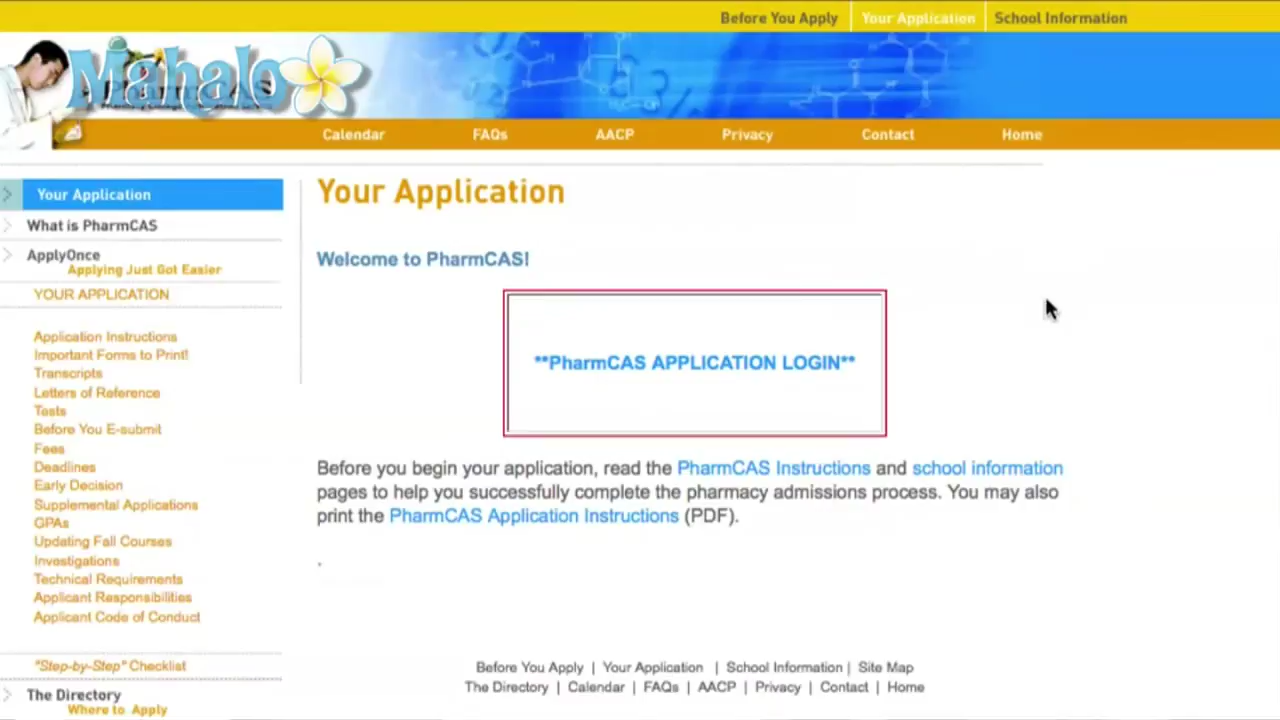 Before You Apply
Your Application
School Information
Mahalo
Calendar
FAQs
AACP
Privacy
Contact
Home
Your Application
What is PharmCAS
ApplyOnce
Applying Just Got Easier
YOUR APPLICATION
Application Instructions
Important Forms to Print!
Transcripts
Letters of Reference
Tests
Before You E-submit
Fees
Deadlines
Early Decision
Supplemental Applications
GPAs
Updating Fall Courses
Investigations
Technical Requirements
Applicant Responsibilities
Applicant Code of Conduct
"Step-by-Step" Checklist
The Directory
Where to Apply
Your Application
Welcome to PharmCAS!
**PharmCAS APPLICATION LOGIN**
Before you begin your application, read the PharmCAS Instructions and school information
pages to help you successfully complete the pharmacy admissions process. You may also
print the PharmCAS Application Instructions (PDF).
.
Before You Apply | Your Application | School Information | Site Map
The Directory | Calendar | FAQs | AACP | Privacy | Contact | Home